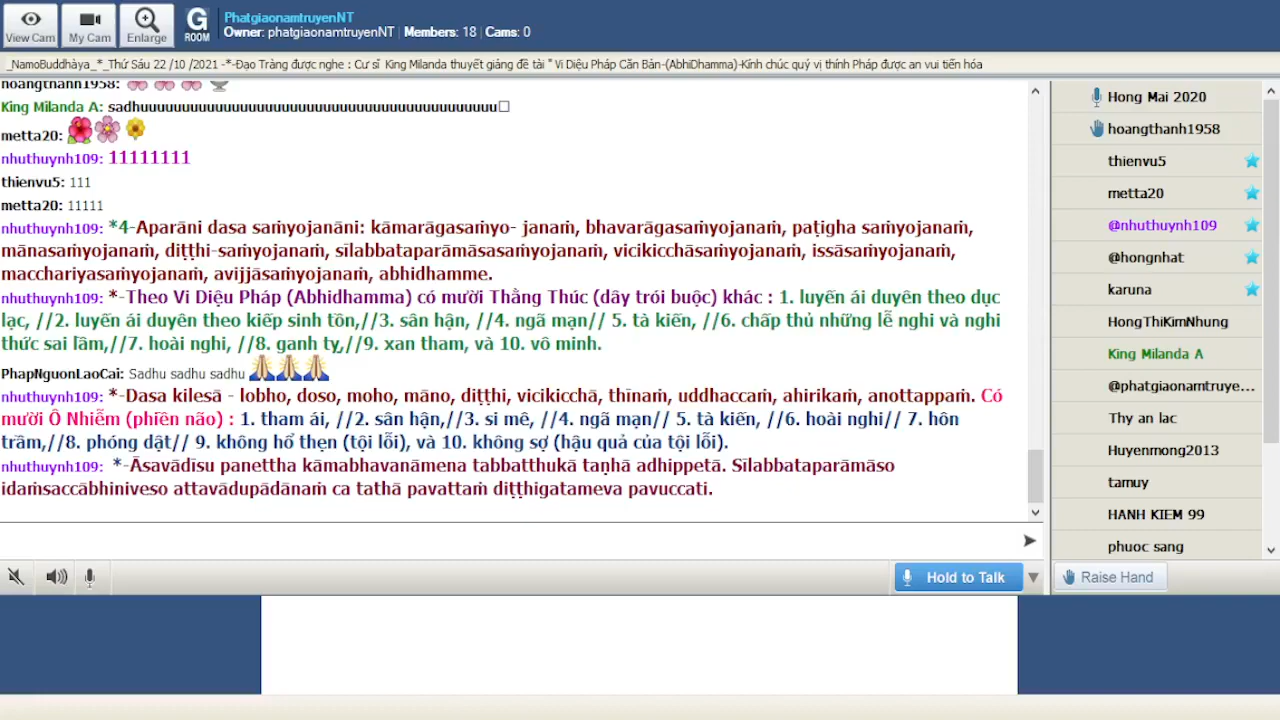 View Cam
My Cam
Enlarge
G
ROOM
PhatgiaonamtruyenNT
Owner: phatgiaonamtruyenNT | Members: 18 | Cams: 0
_NamoBuddhàya_*_Thứ Sáu 22 /10 /2021 -*-Đạo Tràng được nghe : Cư sĩ King Milanda thuyết giảng đề tài " Vi Diệu Pháp Căn Bản-(AbhiDhamma)-Kính chúc quý vị thính Pháp được an vui tiến hóa
hoangthanh1958:
King Milanda A: sadhuuuuuuuuuuuuuuuuuuuuuuuuuuuuuuuuuuuuuuuuuuu□
metta20:
nhuthuynh109: 11111111
thienvu5: 111
metta20: 11111
nhuthuynh109: *4-Aparāni dasa saṁyojanāni: kāmarāgasaṁyo- janaṁ, bhavarāgasaṁyojanaṁ, paṭigha saṁyojanaṁ,
mānasaṁyojanaṁ, diṭṭhi-saṁyojanaṁ, sīlabbataparāmāsasaṁyojanaṁ, vicikicchāsaṁyojanaṁ, issāsaṁyojanaṁ,
macchariyasaṁyojanaṁ, avijjāsaṁyojanaṁ, abhidhamme.
nhuthuynh109: *-Theo Vi Diệu Pháp (Abhidhamma) có mười Thằng Thúc (dây trói buộc) khác : 1. luyến ái duyên theo dục
lạc, //2. luyến ái duyên theo kiếp sinh tồn,//3. sân hận, //4. ngã mạn// 5. tà kiến, //6. chấp thủ những lễ nghi và nghi
thức sai lầm,//7. hoài nghi, //8. ganh tỵ,//9. xan tham, và 10. vô minh.
PhapNguonLaoCai: Sadhu sadhu sadhu
nhuthuynh109: *-Dasa kilesā - lobho, doso, moho, māno, diṭṭhi, vicikicchā, thīnaṁ, uddhaccaṁ, ahirikaṁ, anottappaṁ. Có
mười Ô Nhiễm (phiền não) : 1. tham ái, //2. sân hận,//3. si mê, //4. ngã mạn// 5. tà kiến, //6. hoài nghi// 7. hôn
trầm,//8. phóng dật// 9. không hổ thẹn (tội lỗi), và 10. không sợ (hậu quả của tội lỗi).
nhuthuynh109: *-Āsavādīsu panettha kāmabhavanāmena tabbatthukā taṇhā adhippetā. Sīlabbataparāmāso
idaṁsaccābhiniveso attavādupādānaṁ ca tathā pavattaṁ diṭṭhigatameva pavuccati.
Hold to Talk
Hong Mai 2020
hoangthanh1958
thienvu5
metta20
@nhuthuynh109
@hongnhat
karuna
HongThiKimNhung
King Milanda A
@phatgiaonamtruye...
Thy an lac
Huyenmong2013
tamuy
HANH KIEM 99
phuoc sang
Raise Hand